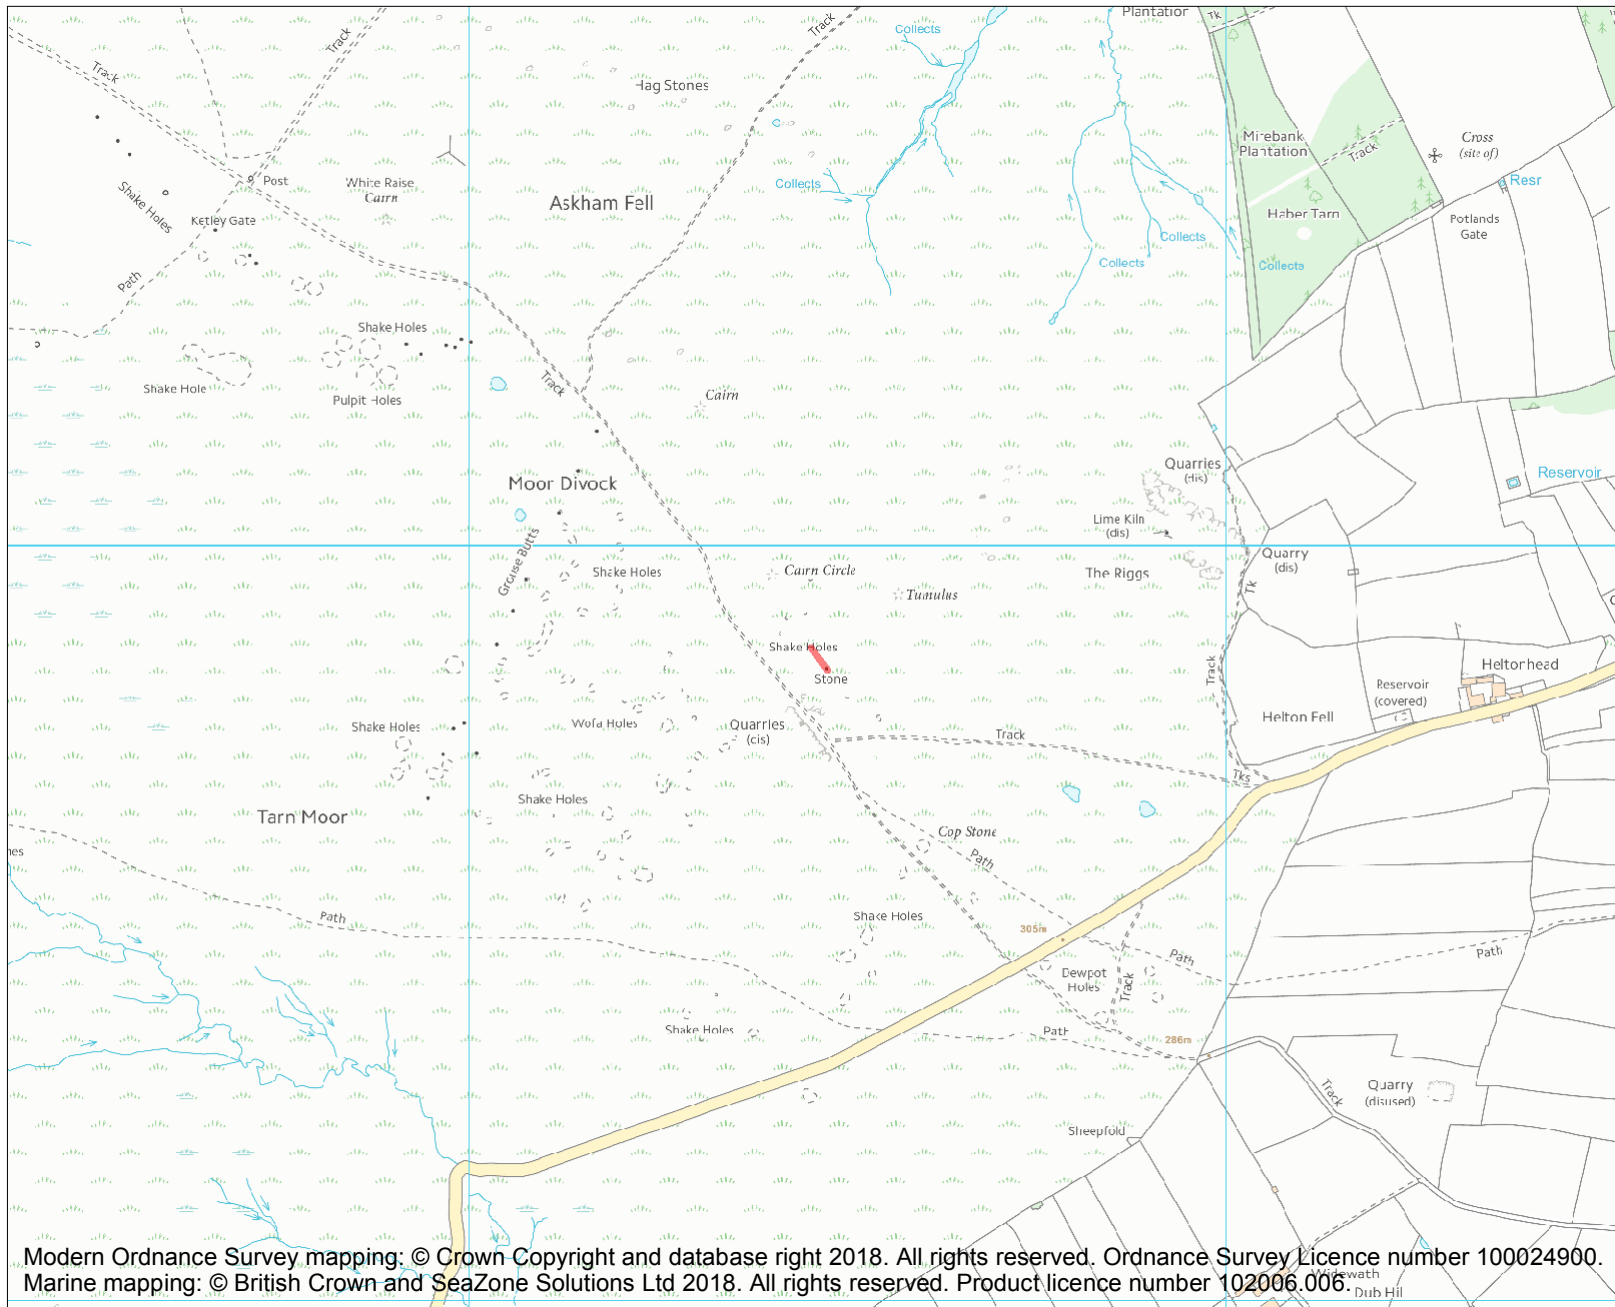 Collects
Track
Tk
Track
Track
Mirebank
Plantation
Track
Cross
(site of)
Resr
Post
White Raise
Cairn
Collects
Askham Fell
Shake Holes
Ketley Gate
Haber Tarn
Potlands
Gate
Collects
Collects
Collects
Path
Shake Holes
Shake Hole
Pulpit Holes
Track
Cairn
Quarries
(dis)
Reservoir
Moor Divock
Lime Kiln
(dis)
Grouse Butts
Shake Holes
Cairn Circle
The Riggs
Quarry
(dis)
Tk
Tumulus
Shake Holes
Stone
Track
Reservoir
(covered)
Helton Fell
Shake Holes
Wofa Holes
Quarries
Track
Tks
Shake Holes
Tarn Moor
Cop Stone
Path
Path
Shake Holes
305m
Path
Path
Dewpot
Holes
Track
Shake Holes
Path
286m
Track
Quarry
(disused)
Sheepfold
Modern Ordnance Survey mapping: © Crown Copyright and database right 2018. All rights reserved. Ordnance Survey Licence number 100024900.
Marine mapping: © British Crown and SeaZone Solutions Ltd 2018. All rights reserved. Product licence number 102006.006.
Dub Hil